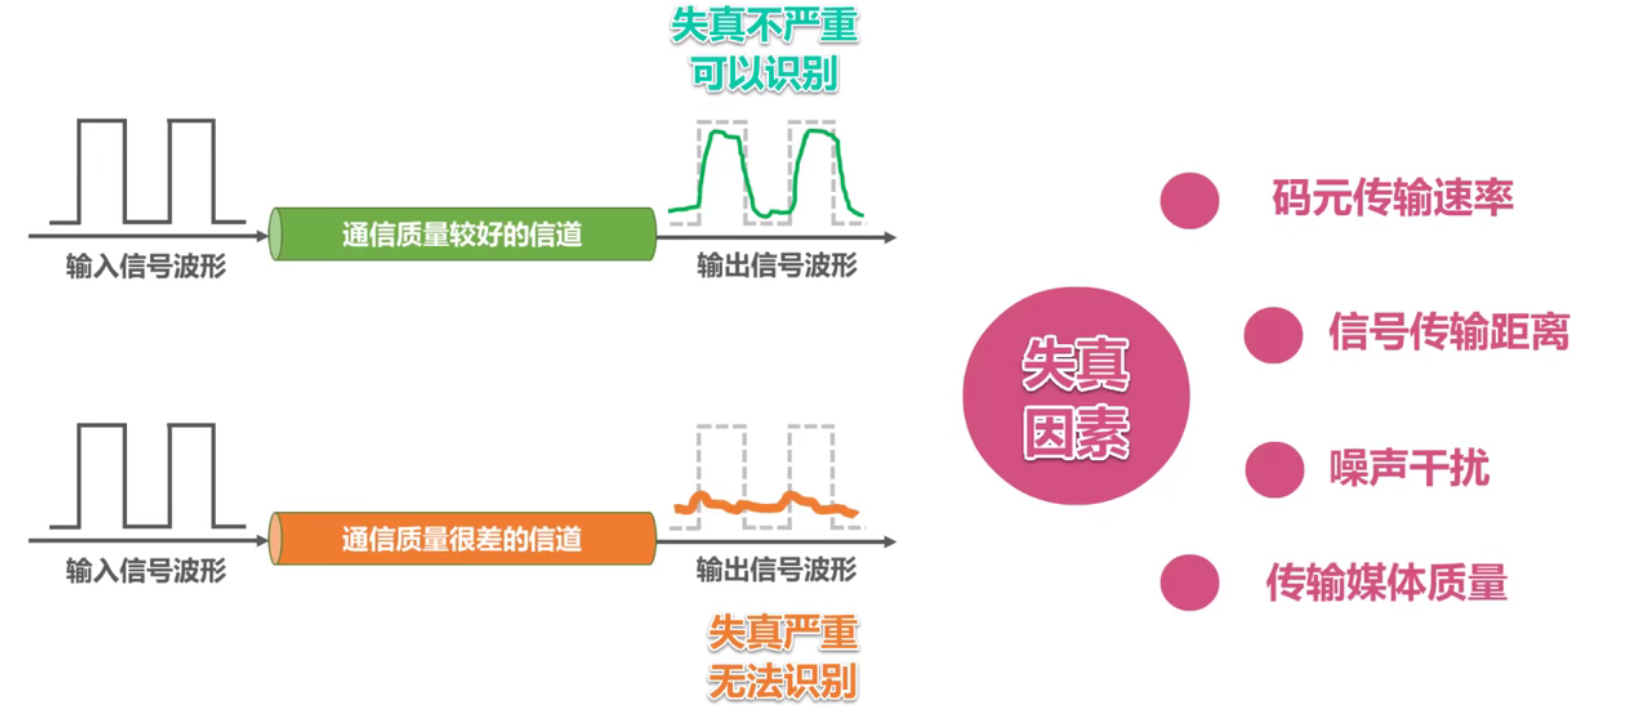 失真不严重
可以识别
通信质量较好的信道
输入信号波形
输出信号波形
通信质量很差的信道
输入信号波形
输出信号波形
失真严重
无法识别
失真
因素
码元传输速率
信号传输距离
噪声干扰
传输媒体质量